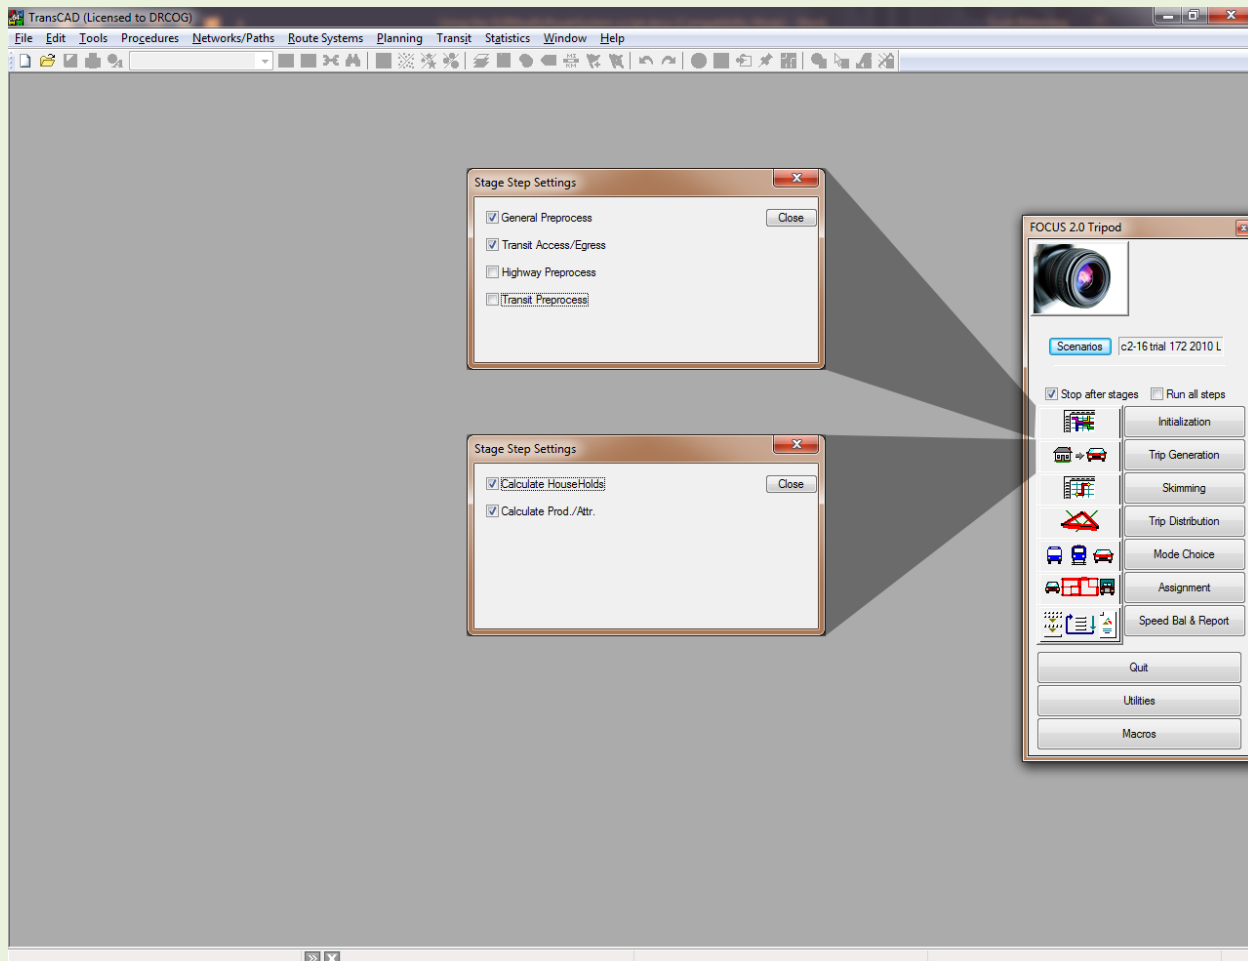 TransCAD (Licensed to DRCOG)
File Edit Tools Procedures Networks/Paths Route Systems Planning Transit Statistics Window Help
Stage Step Settings
General Preprocess
Close
Transit Access/Egress
Highway Preprocess
Transit Preprocess
Stage Step Settings
Calculate HouseHolds
Close
Calculate Prod./Attr.
FOCUS 2.0 Tripod
Scenarios c2-16 trial 172 2010 L
Stop after stages Run all steps
Initialization
Trip Generation
Skimming
Trip Distribution
Mode Choice
Assignment
Speed Bal & Report
Quit
Utilities
Macros